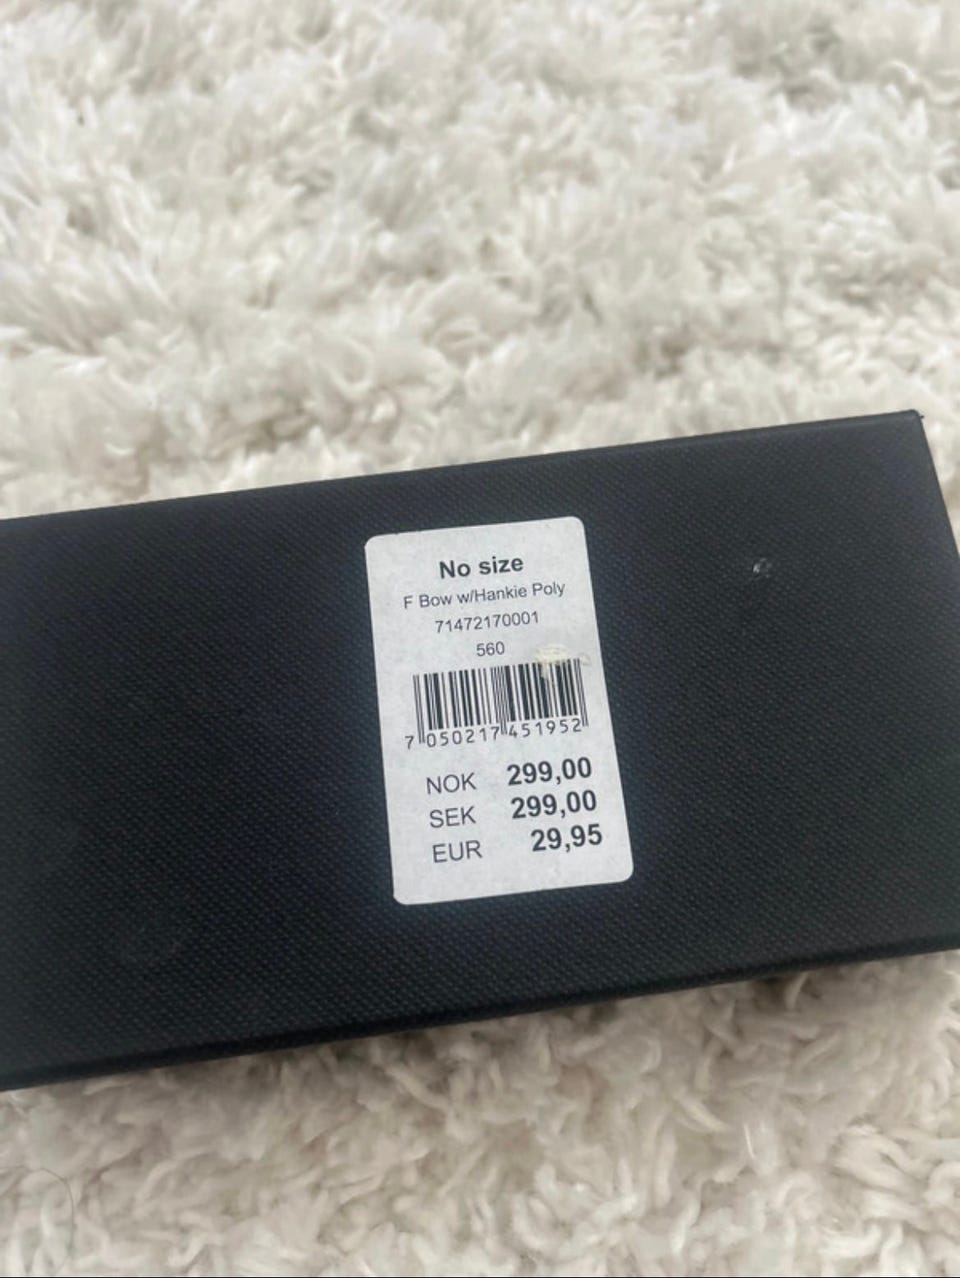 No size
F Bow w/Hankie Poly
71472170001
560
7 050217 451952
NOK 299,00
SEK 299,00
EUR 29,95